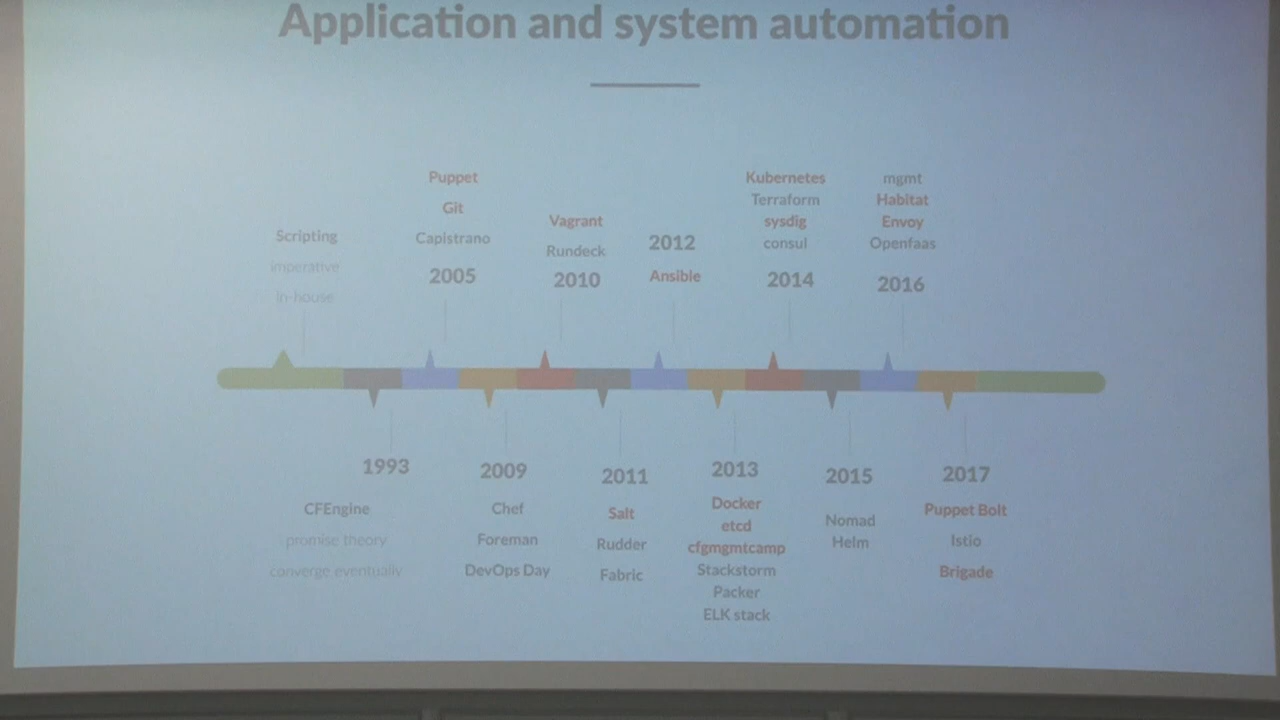 Application and system automation
Scripting
imperative
in-house
Puppet
Git
Capistrano
2005
Vagrant
Rundeck
2010
2012
Ansible
Kubernetes
Terraform
sysdig
consul
2014
mgmt
Habitat
Envoy
Openfaas
2016
1993
CFEngine
promise theory
converge eventually
2009
Chef
Foreman
DevOps Day
2011
Salt
Rudder
Fabric
2013
Docker
etcd
cfgmgmtcamp
Stackstorm
Packer
ELK stack
2015
Nomad
Helm
2017
Puppet Bolt
Istio
Brigade